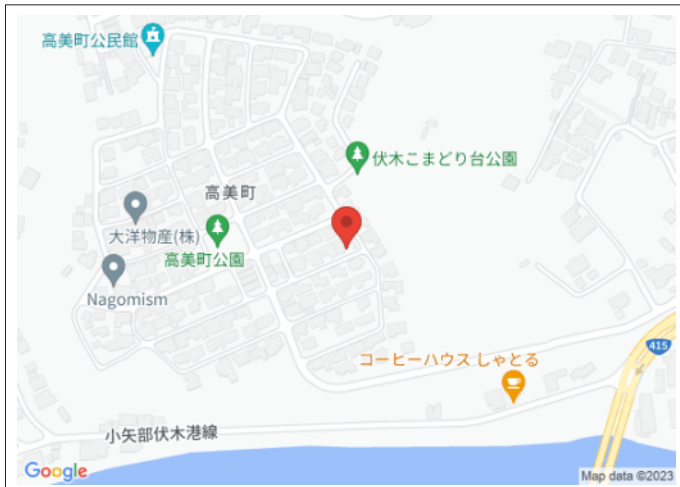 高美町公民館
伏木こまどり台公園
高美町
大洋物産(株)
高美町公園
Nagomism
415
コーヒーハウス しゃとる
小矢部伏木港線
Google
Map data ©2023